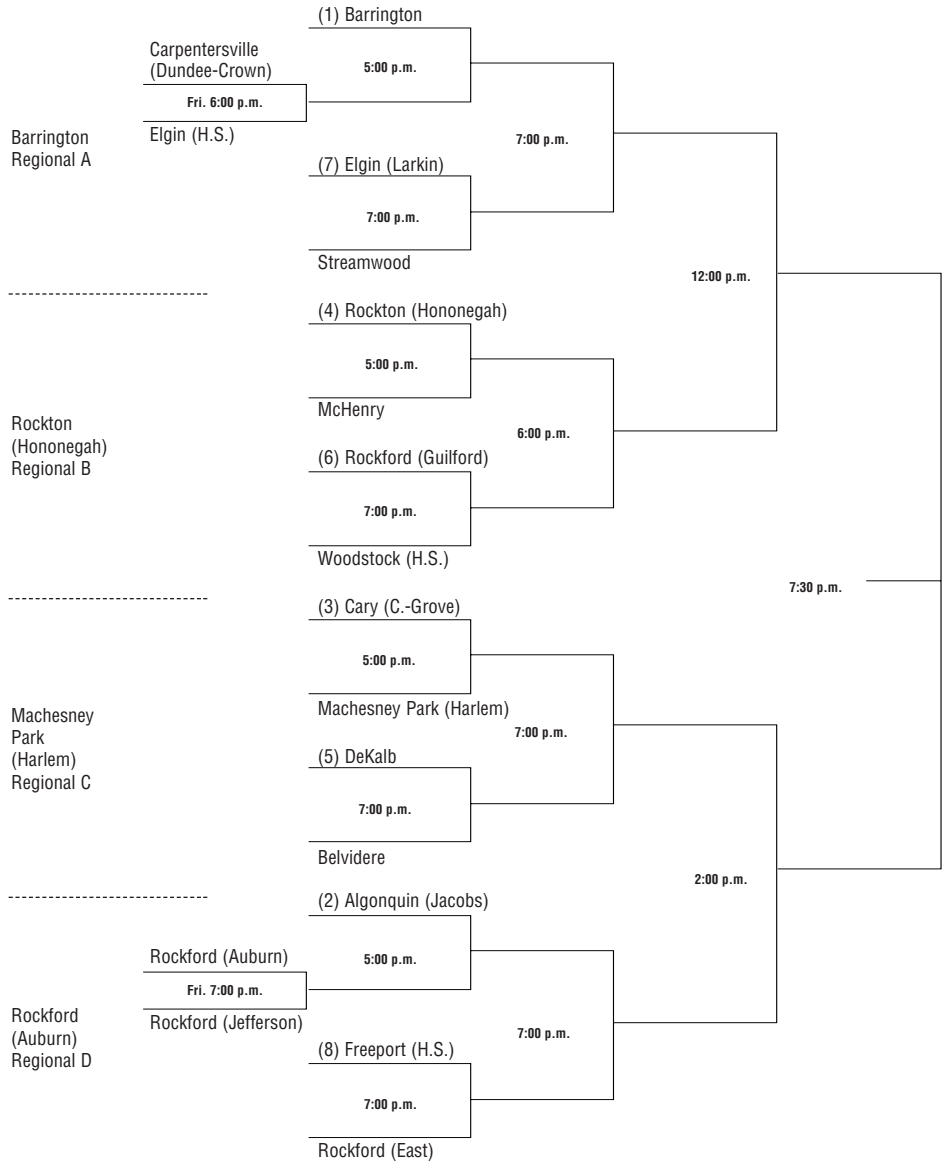 (1) Barrington
Carpentersville
(Dundee-Crown)
5:00 p.m.
Fri. 6:00 p.m.
Elgin (H.S.)
Barrington
Regional A
7:00 p.m.
(7) Elgin (Larkin)
7:00 p.m.
Streamwood
12:00 p.m.
(4) Rockton (Hononegah)
5:00 p.m.
McHenry
Rockton
(Hononegah)
Regional B
6:00 p.m.
(6) Rockford (Guilford)
7:00 p.m.
Woodstock (H.S.)
7:30 p.m.
(3) Cary (C.-Grove)
5:00 p.m.
Machesney Park (Harlem)
Machesney
Park
(Harlem)
Regional C
7:00 p.m.
(5) DeKalb
7:00 p.m.
Belvidere
2:00 p.m.
(2) Algonquin (Jacobs)
Rockford (Auburn)
5:00 p.m.
Fri. 7:00 p.m.
Rockford (Jefferson)
Rockford
(Auburn)
Regional D
7:00 p.m.
(8) Freeport (H.S.)
7:00 p.m.
Rockford (East)